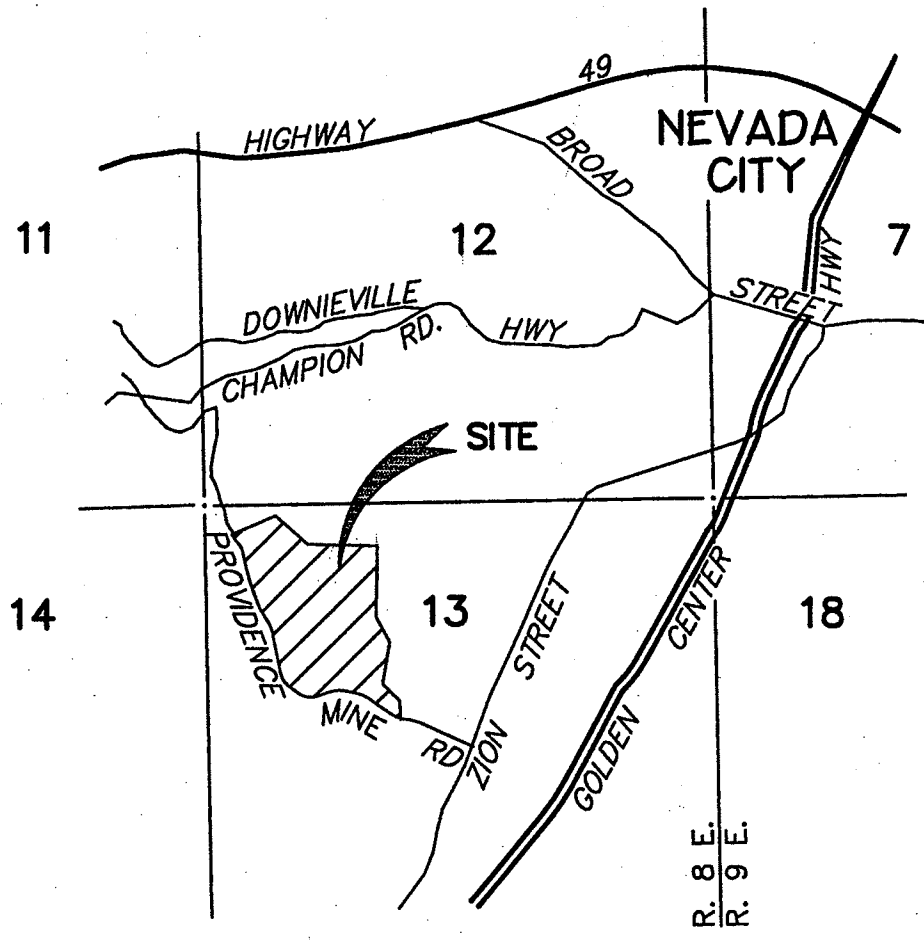 49
HIGHWAY
BROAD
NEVADA
CITY
11
12
7
HWY
STREET
DOWNIEVILLE
HWY
CHAMPION RD.
SITE
PROVIDENCE
MINE
RD
14
13
18
ZION STREET
GOLDEN CENTER
R. 8 E.
R. 9 E.